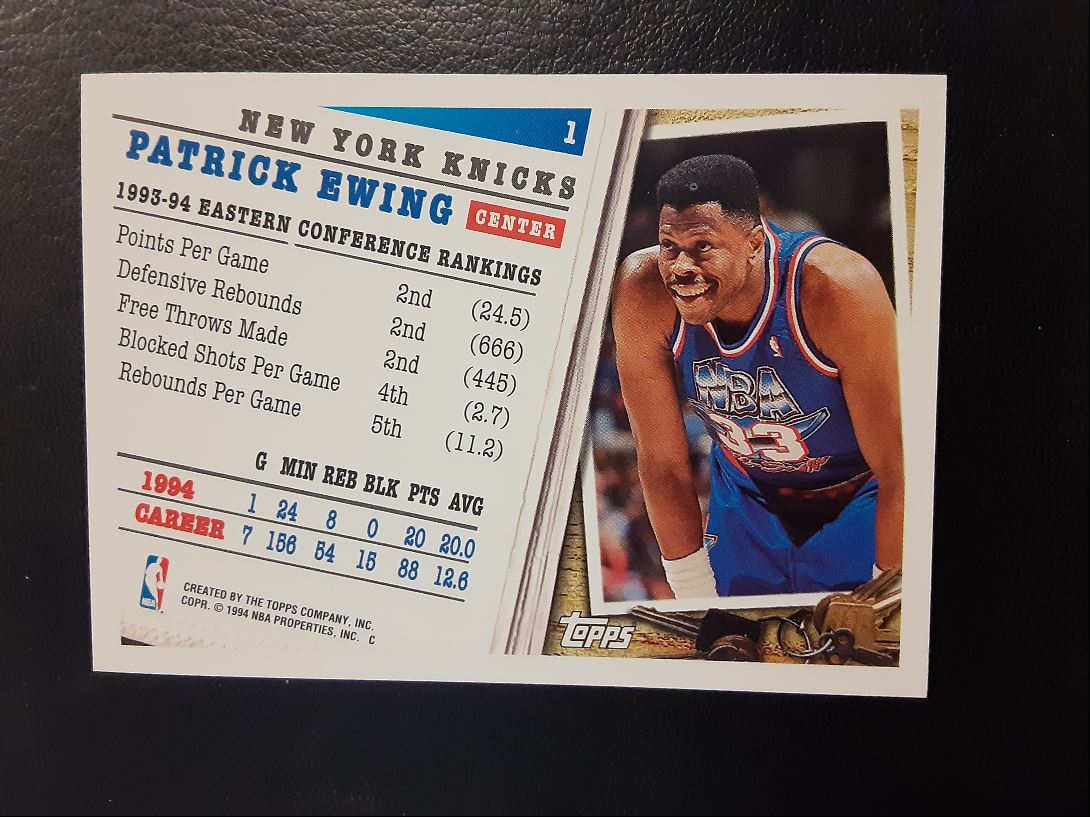 1
NEW YORK KNICKS
PATRICK EWING CENTER
1993-94 EASTERN CONFERENCE RANKINGS
Points Per Game 2nd (24.5)
Defensive Rebounds 2nd (666)
Free Throws Made 2nd (445)
Blocked Shots Per Game 4th (2.7)
Rebounds Per Game 5th (11.2)
G MIN REB BLK PTS AVG
1994 1 24 8 0 20 20.0
CAREER 7 156 54 15 88 12.6
NBA
CREATED BY THE TOPPS COMPANY, INC.
COPR. © 1994 NBA PROPERTIES, INC. C
NBA
33
TOPPS